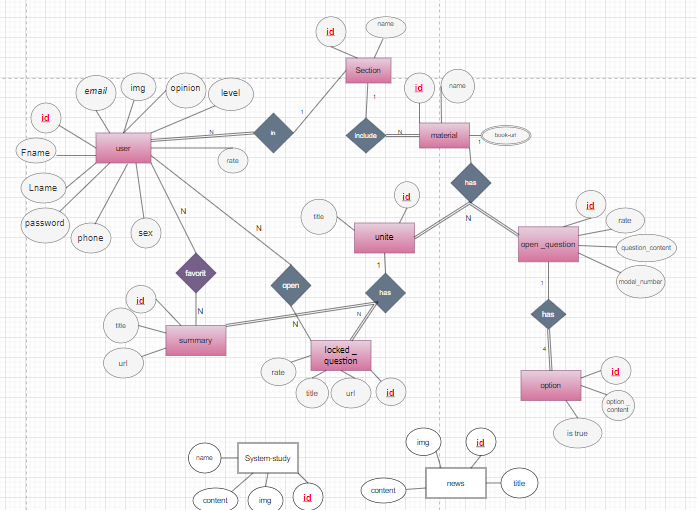 id
name
Section
email
img
opinion
level
id
name
1
1
id
Fname
user
N
in
include
N
material
1
book-url
rate
Lname
has
password
phone
sex
N
N
title
id
unite
N
id
rate
open _question
question_content
model_number
favorit
open
1
has
1
id
title
url
N
summary
N
N
locked _
question
has
4
rate
title
url
id
option
id
option _
content
is true
name
System-study
content
img
id
img
id
content
news
title